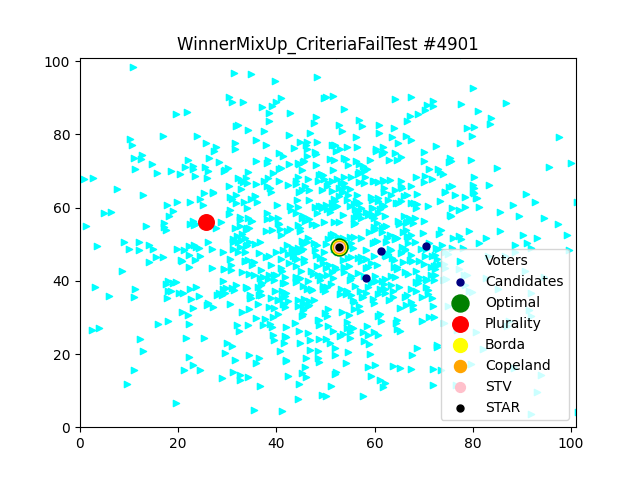 WinnerMixUp_CriteriaFailTest #4901
100
80
60
40
20
0
0 20 40 60 80 100
Voters
Candidates
Optimal
Plurality
Borda
Copeland
STV
STAR